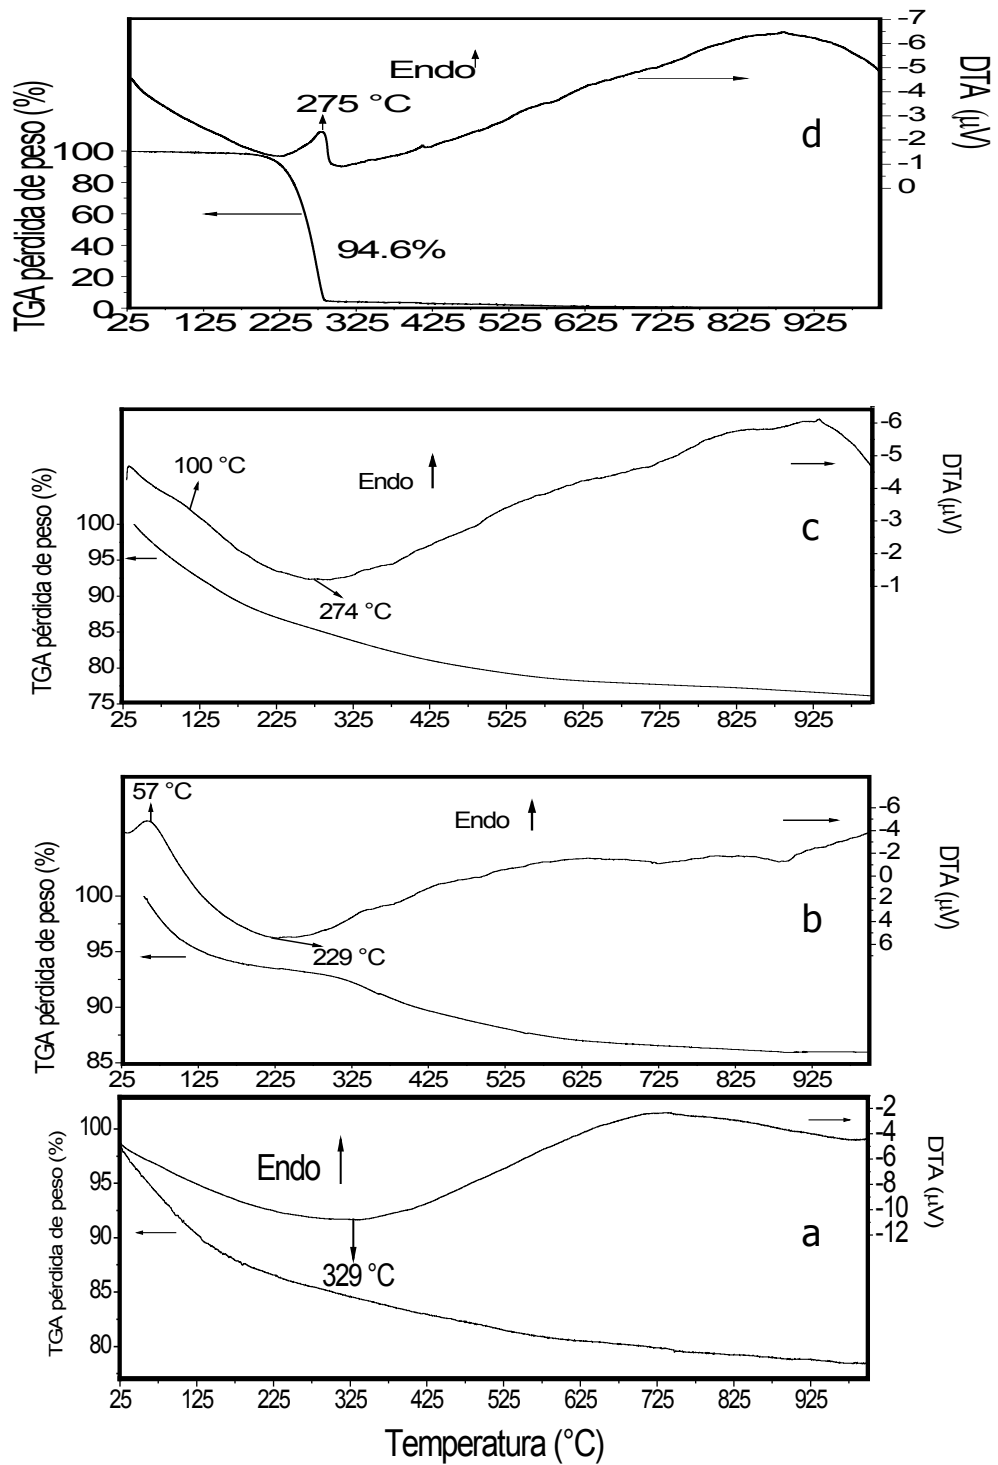 TGA pérdida de peso (%)
100
80
60
40
20
0
Endo
275 °C
94.6%
d
-7
-6
-5
-4
-3
-2
-1
0
DTA (µV)
25 125 225 325 425 525 625 725 825 925
TGA pérdida de peso (%)
100
95
90
85
80
75
100 °C
Endo
274 °C
c
-6
-5
-4
-3
-2
-1
DTA (µV)
25 125 225 325 425 525 625 725 825 925
TGA pérdida de peso (%)
100
95
90
85
57 °C
Endo
229 °C
b
-6
-4
-2
0
2
4
6
DTA (µV)
25 125 225 325 425 525 625 725 825 925
TGA pérdida de peso (%)
100
95
90
85
80
Endo
329 °C
a
-2
-4
-6
-8
-10
-12
DTA (µV)
25 125 225 325 425 525 625 725 825 925
Temperatura (°C)